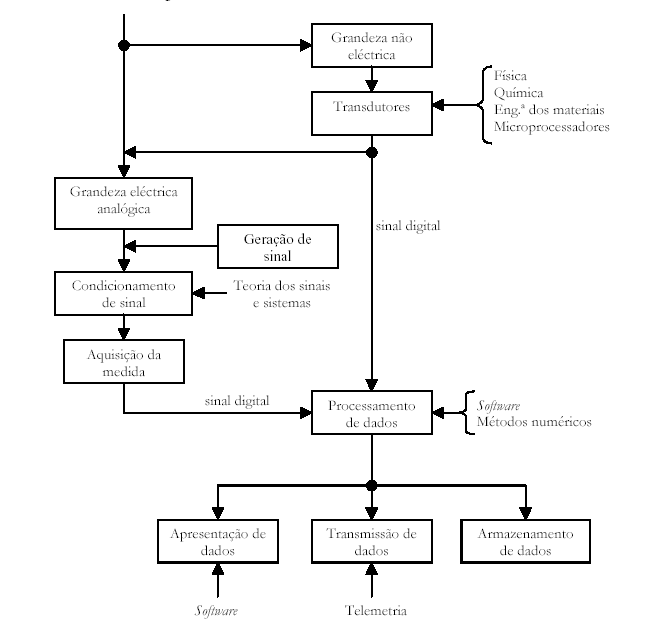 Grandeza não
eléctrica
Transdutores
Física
Química
Eng.ª dos materiais
Microprocessadores
Grandeza eléctrica
analógica
sinal digital
Geração de
sinal
Condicionamento
de sinal
Teoria dos sinais
e sistemas
Aquisição da
medida
sinal digital
Processamento
de dados
Software
Métodos numéricos
Apresentação de
dados
Transmissão de
dados
Armazenamento
de dados
Software
Telemetria